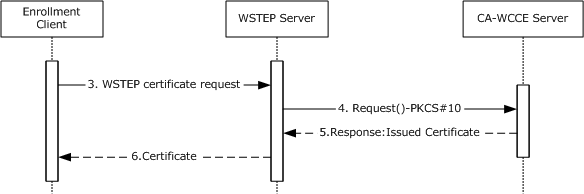 Enrollment
Client
WSTEP Server
CA-WCCE Server
3. WSTEP certificate request
4. Request()-PKCS#10
5.Response:Issued Certificate
6.Certificate